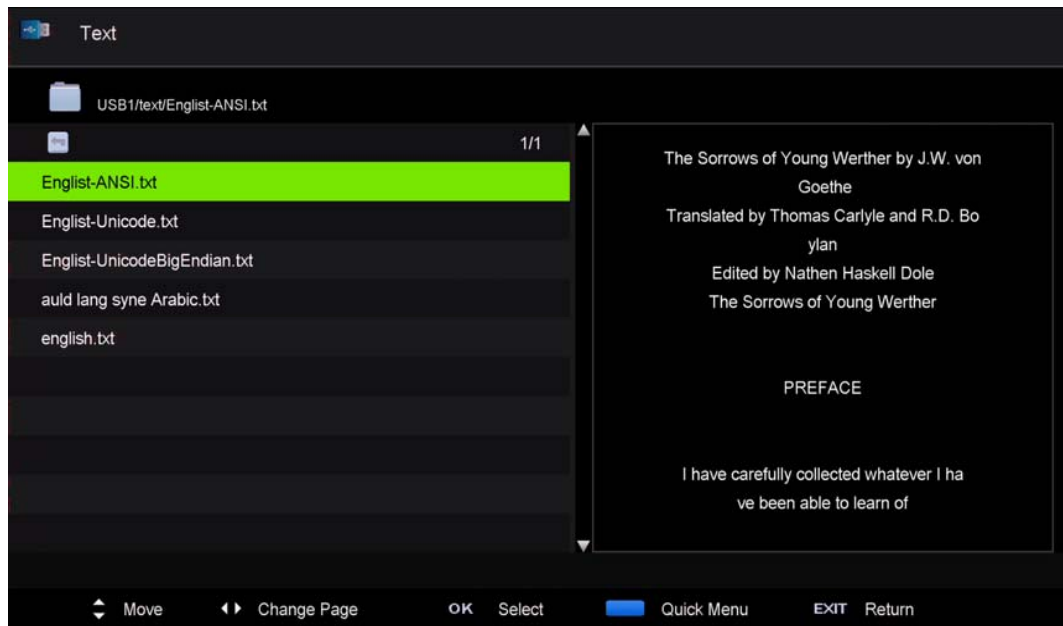 Text
USB1/text/Englist-ANSI.txt
1/1
Englist-ANSI.txt
Englist-Unicode.txt
Englist-UnicodeBigEndian.txt
auld lang syne Arabic.txt
english.txt
The Sorrows of Young Werther by J.W. von
Goethe
Translated by Thomas Carlyle and R.D. Bo
ylan
Edited by Nathen Haskell Dole
The Sorrows of Young Werther
PREFACE
I have carefully collected whatever I ha
ve been able to learn of
Move Change Page OK Select Quick Menu EXIT Return